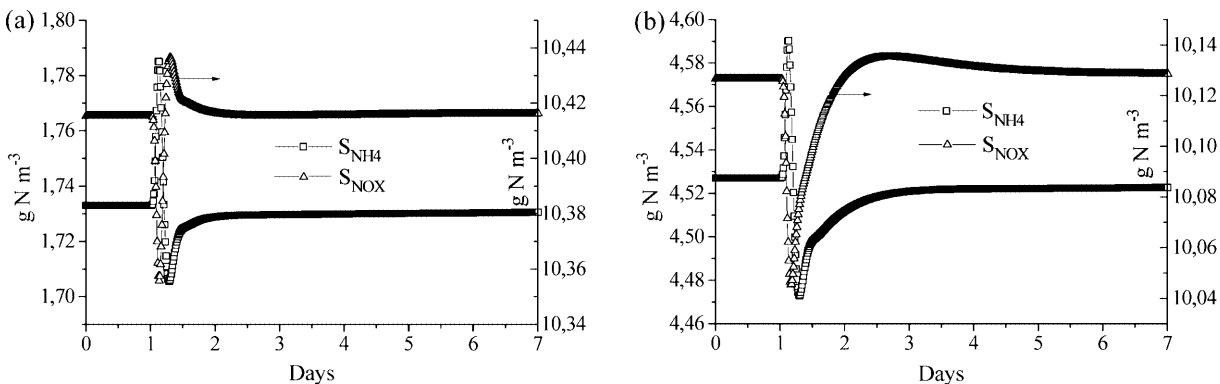 (a)
1,80
1,78
1,76
1,74
1,72
1,70
g N m-3
10,44
10,42
10,40
10,38
10,36
10,34
g N m-3
SNH4
SNOX
0 1 2 3 4 5 6 7
Days
(b)
4,60
4,58
4,56
4,54
4,52
4,50
4,48
4,46
g N m-3
10,14
10,12
10,10
10,08
10,06
10,04
g N m-3
SNH4
SNOX
0 1 2 3 4 5 6 7
Days